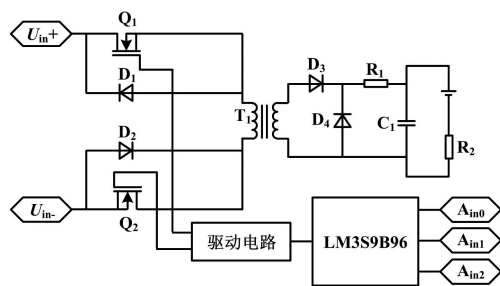 Uin+
Q1
D1
D2
Uin-
Q2
T1
D3
D4
R1
C1
R2
驱动电路
LM3S9B96
Ain0
Ain1
Ain2